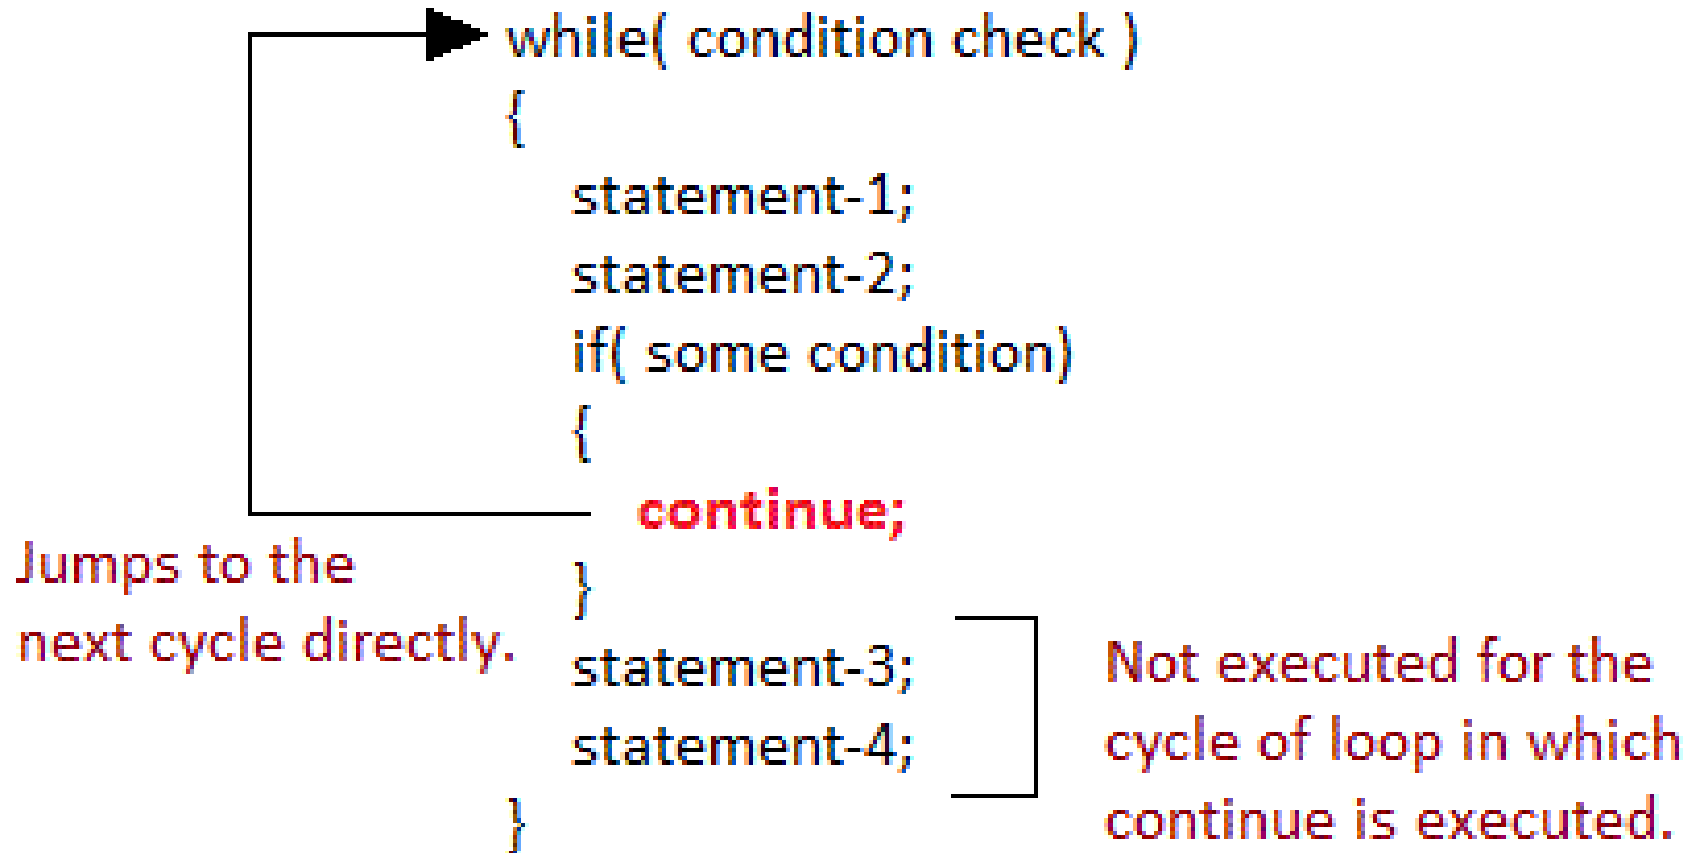 while( condition check )
{
statement-1;
statement-2;
if( some condition)
{
continue;
}
statement-3;
statement-4;
}
Jumps to the
next cycle directly.
Not executed for the
cycle of loop in which
continue is executed.